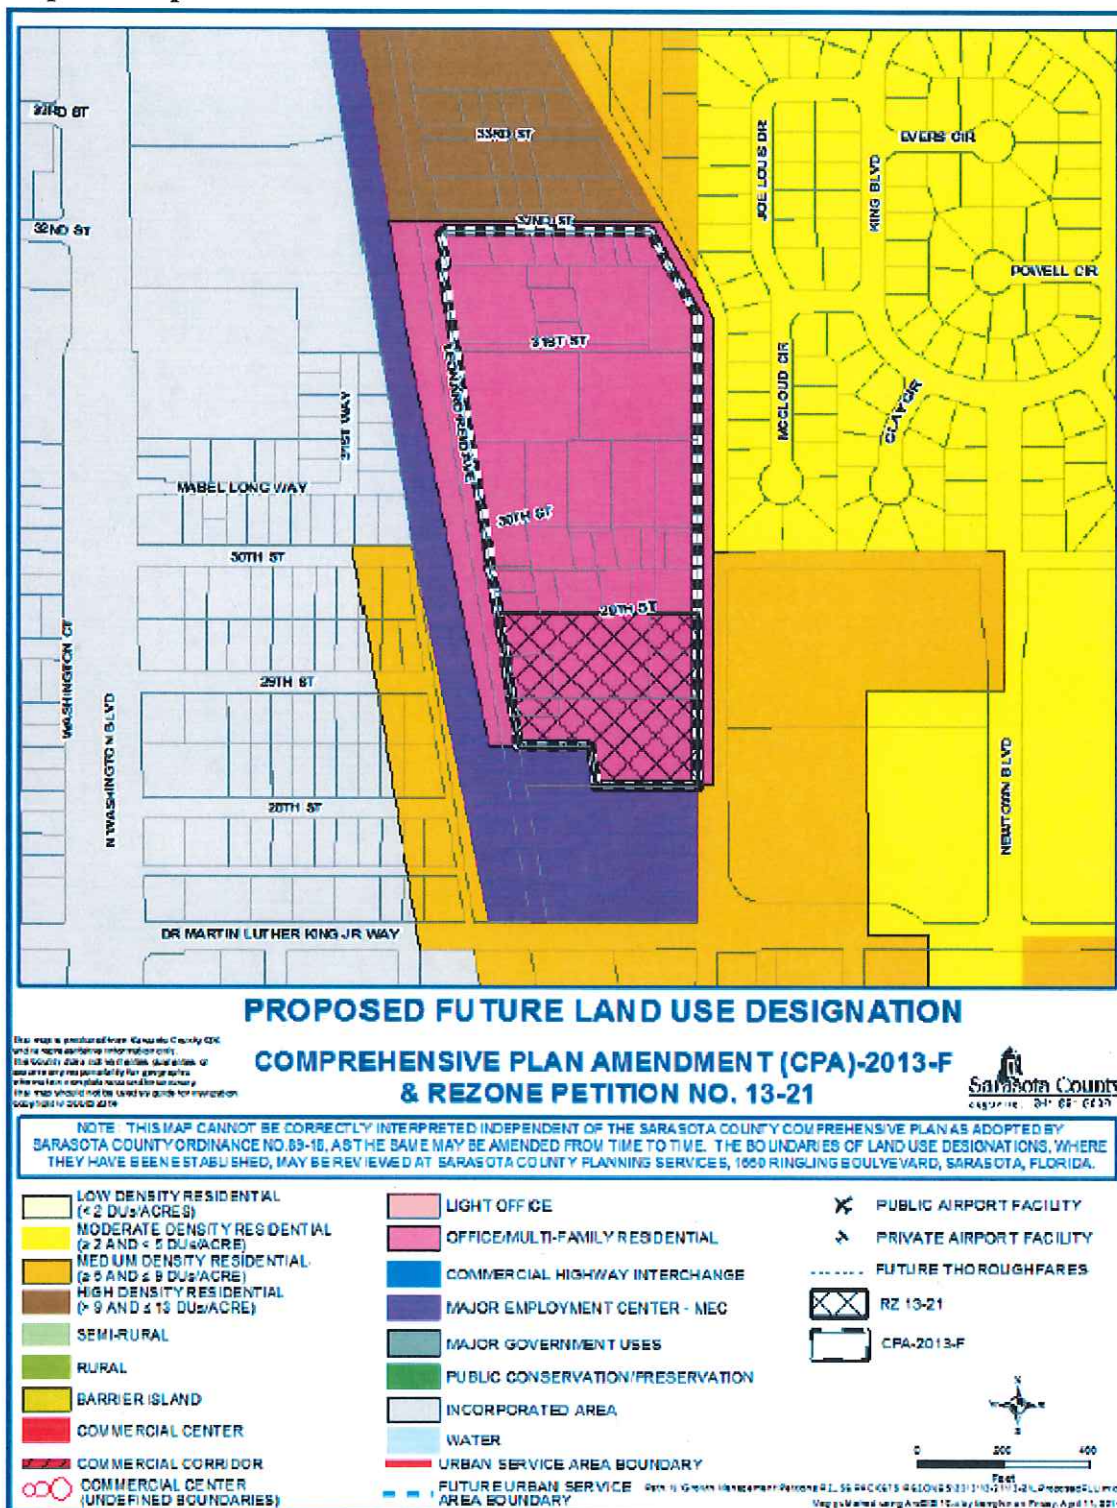 33RD ST
33RD ST
EVERS CIR
JOE LOUIS DR
KING BLVD
32ND ST
32ND ST
POWELL CIR
31ST ST
LEONARD REID AVE
MCCLOUD CIR
CLAY CIR
31ST WAY
MABEL LONG WAY
30TH ST
30TH ST
29TH ST
WASHINGTON CT
N WASHINGTON BLVD
29TH ST
28TH ST
NEWTOWN BLVD
DR MARTIN LUTHER KING JR WAY
PROPOSED FUTURE LAND USE DESIGNATION
COMPREHENSIVE PLAN AMENDMENT (CPA)-2013-F
& REZONE PETITION NO. 13-21
Sarasota County
NOTE: THIS MAP CANNOT BE CORRECTLY INTERPRETED INDEPENDENT OF THE SARASOTA COUNTY COMPREHENSIVE PLAN AS ADOPTED BY
SARASOTA COUNTY ORDINANCE NO. 89-18, AS THE SAME MAY BE AMENDED FROM TIME TO TIME. THE BOUNDARIES OF LAND USE DESIGNATIONS, WHERE
THEY HAVE BEEN ESTABLISHED, MAY BE REVIEWED AT SARASOTA COUNTY PLANNING SERVICES, 1660 RINGLING BOULVEVARD, SARASOTA, FLORIDA.
LOW DENSITY RESIDENTIAL
(< 2 DUs/ACRES)
MODERATE DENSITY RESIDENTIAL
(≥ 2 AND < 5 DUs/ACRE)
MEDIUM DENSITY RESIDENTIAL
(≥ 5 AND ≤ 9 DUs/ACRE)
HIGH DENSITY RESIDENTIAL
(> 9 AND ≤ 13 DUs/ACRE)
SEMI-RURAL
RURAL
BARRIER ISLAND
COMMERCIAL CENTER
COMMERCIAL CORRIDOR
COMMERCIAL CENTER
(UNDEFINED BOUNDARIES)
LIGHT OFFICE
OFFICE/MULTI-FAMILY RESIDENTIAL
COMMERCIAL HIGHWAY INTERCHANGE
MAJOR EMPLOYMENT CENTER - MEC
MAJOR GOVERNMENT USES
PUBLIC CONSERVATION/PRESERVATION
INCORPORATED AREA
WATER
URBAN SERVICE AREA BOUNDARY
FUTURE URBAN SERVICE
AREA BOUNDARY
PUBLIC AIRPORT FACILITY
PRIVATE AIRPORT FACILITY
FUTURE THOROUGHFARES
RZ 13-21
CPA-2013-F
N
0 200 400
Feet